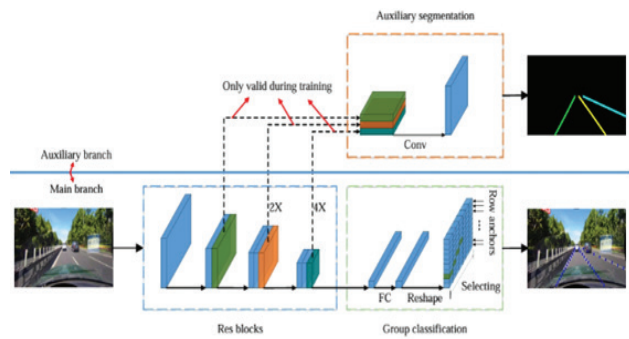 Auxiliary segmentation
Only valid during training
Conv
Auxiliary branch
Main branch
2X
4X
Row anchors
...
FC
Reshape
Selecting
Res blocks
Group classification